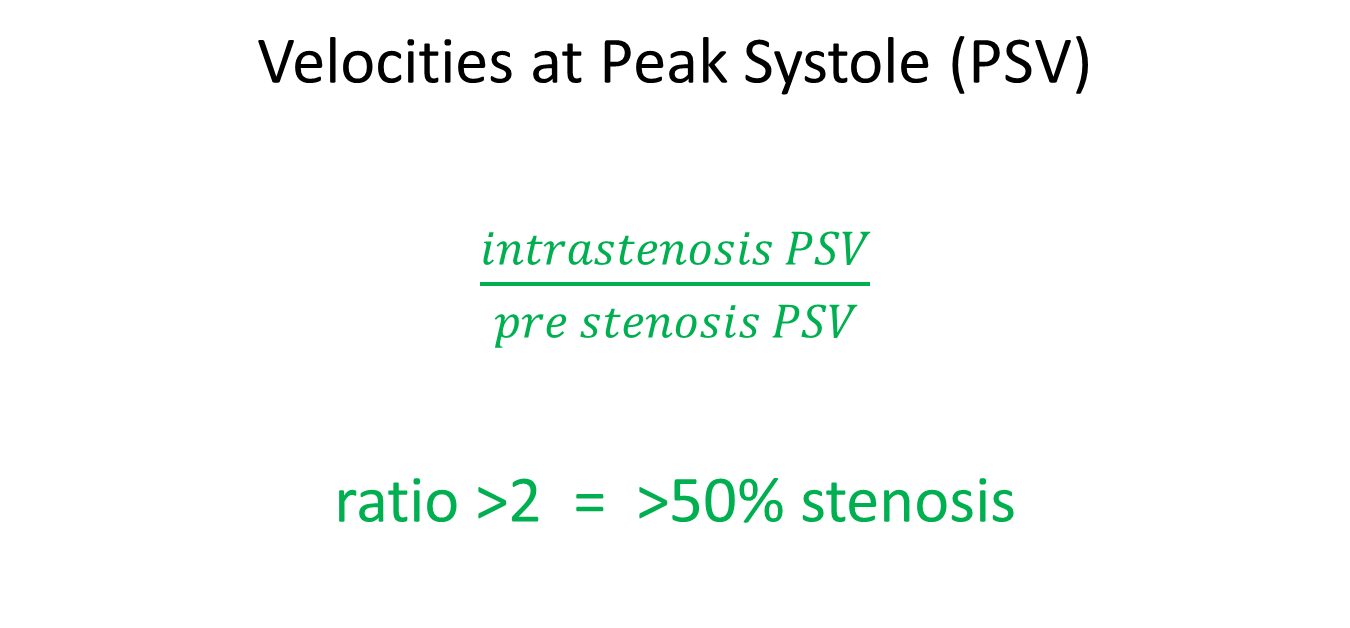 Velocities at Peak Systole (PSV)
intrastenosis PSV
pre stenosis PSV
ratio >2 = >50% stenosis